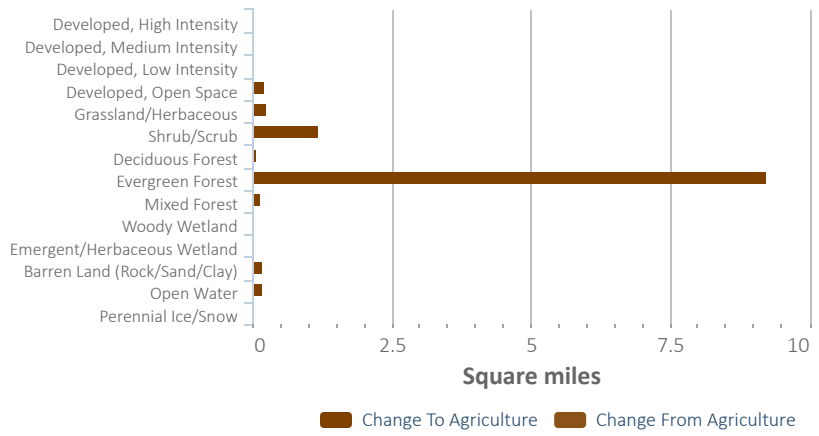 Developed, High Intensity
Developed, Medium Intensity
Developed, Low Intensity
Developed, Open Space
Grassland/Herbaceous
Shrub/Scrub
Deciduous Forest
Evergreen Forest
Mixed Forest
Woody Wetland
Emergent/Herbaceous Wetland
Barren Land (Rock/Sand/Clay)
Open Water
Perennial Ice/Snow
0 2.5 5 7.5 10
Square miles
Change To Agriculture Change From Agriculture